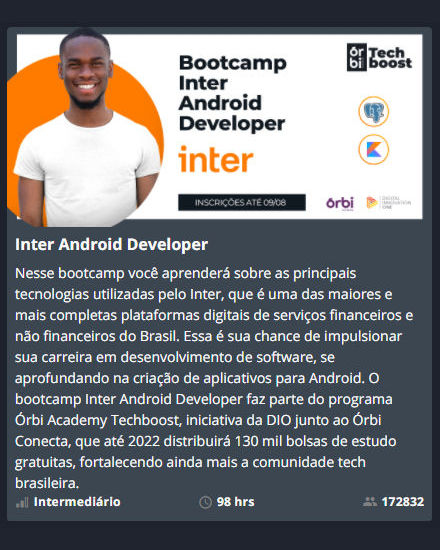 Bootcamp
Inter
Android
Developer
inter
INSCRIÇÕES ATÉ 09/08
ór
bi
Tech
boost
órbi
DIGITAL
INNOVATION
ONE
Inter Android Developer
Nesse bootcamp você aprenderá sobre as principais
tecnologias utilizadas pelo Inter, que é uma das maiores e
mais completas plataformas digitais de serviços financeiros e
não financeiros do Brasil. Essa é sua chance de impulsionar
sua carreira em desenvolvimento de software, se
aprofundando na criação de aplicativos para Android. O
bootcamp Inter Android Developer faz parte do programa
Órbi Academy Techboost, iniciativa da DIO junto ao Órbi
Conecta, que até 2022 distribuirá 130 mil bolsas de estudo
gratuitas, fortalecendo ainda mais a comunidade tech
brasileira.
Intermediário
98 hrs
172832